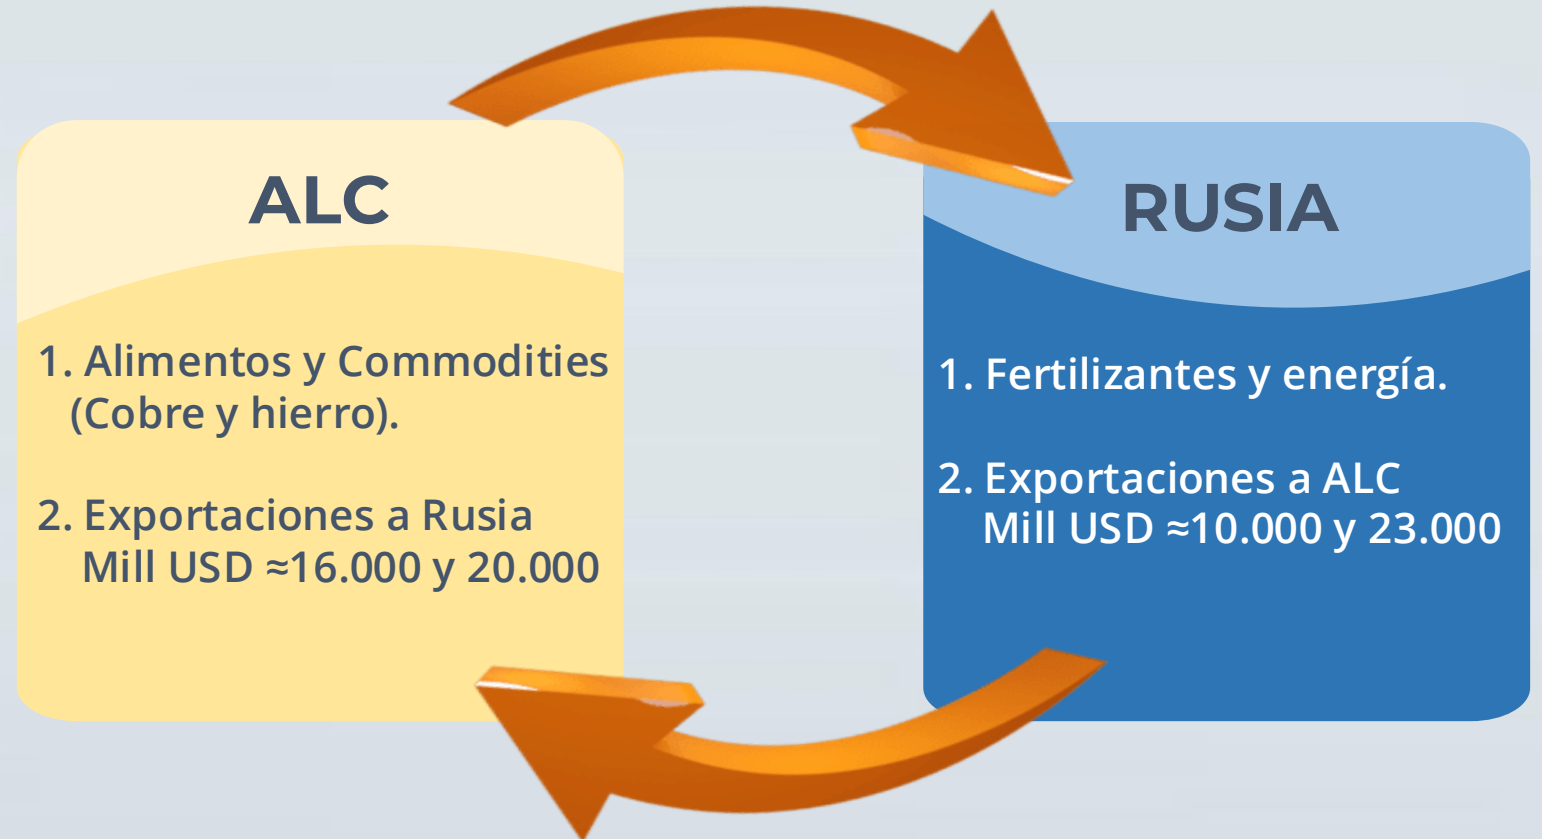 ALC
1. Alimentos y Commodities
(Cobre y hierro).
2. Exportaciones a Rusia
Mill USD ≈16.000 y 20.000
RUSIA
1. Fertilizantes y energía.
2. Exportaciones a ALC
Mill USD ≈10.000 y 23.000